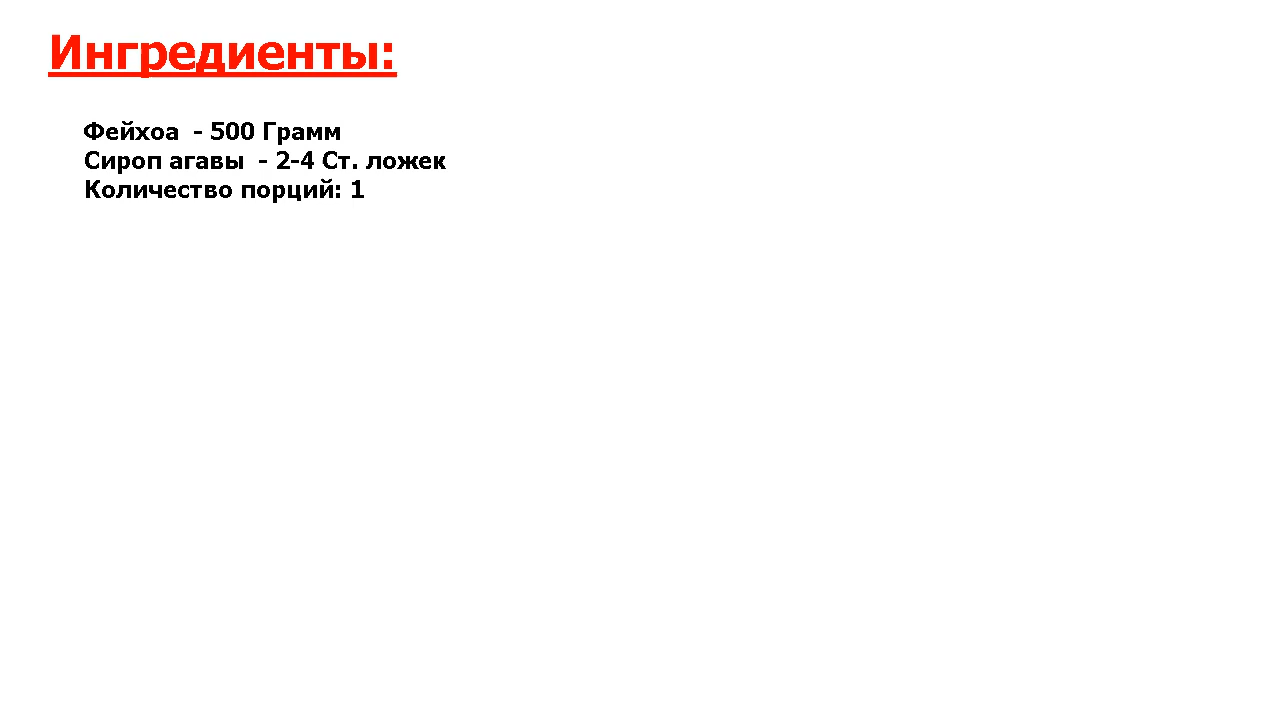 Ингредиенты:
Фейхоа  - 500 Грамм
Сироп агавы  - 2-4 Ст. ложек
Количество порций: 1